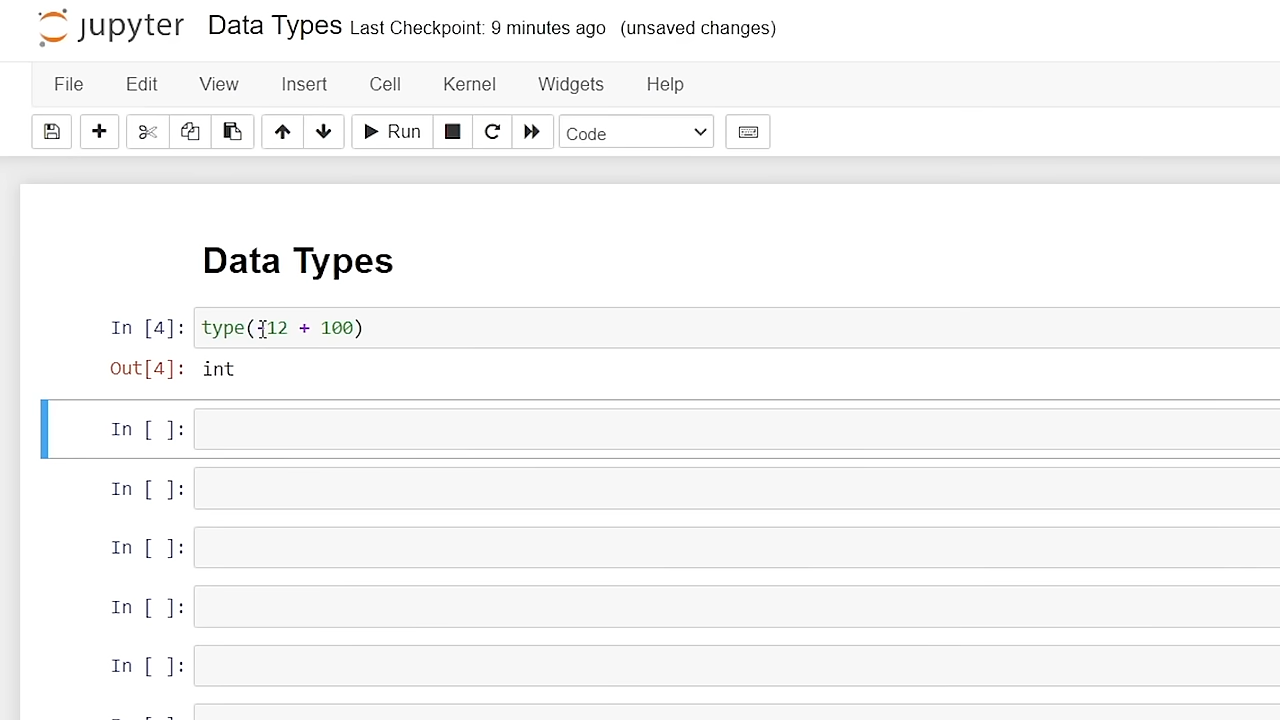 jupyter Data Types Last Checkpoint: 9 minutes ago (unsaved changes)
File Edit View Insert Cell Kernel Widgets Help
Run Code
Data Types
In [4]: type(-12 + 100)
Out[4]: int
In [ ]:
In [ ]:
In [ ]:
In [ ]:
In [ ]: